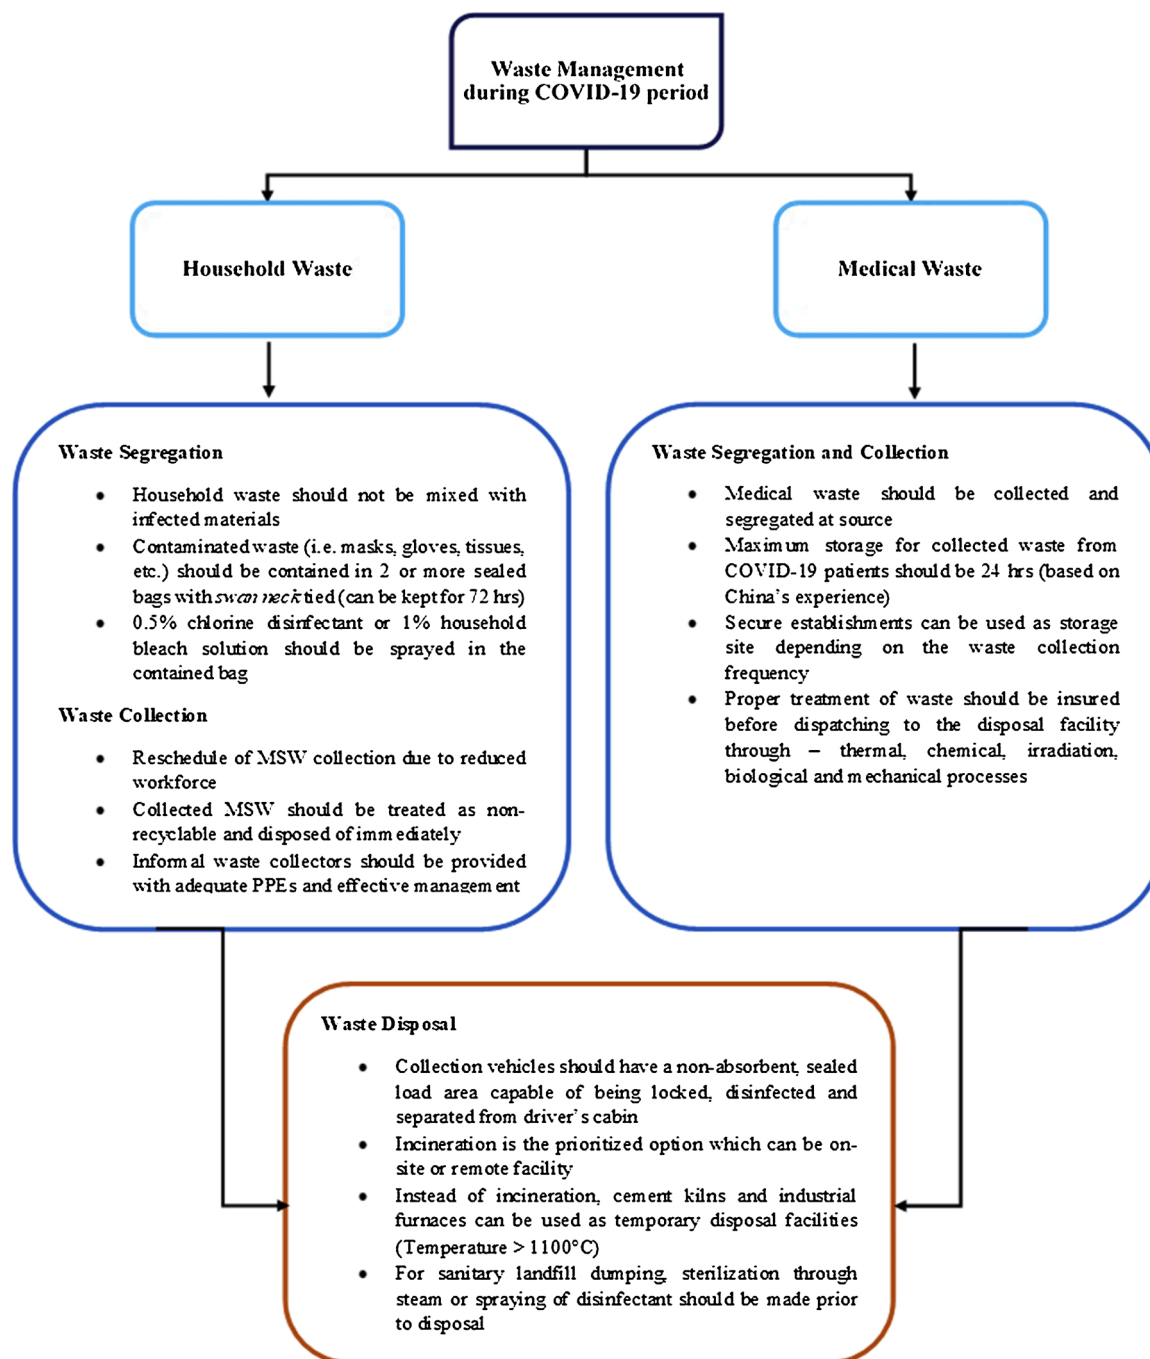 Waste Management
during COVID-19 period
Household Waste
Medical Waste
Waste Segregation
• Household waste should not be mixed with
infected materials
• Contaminated waste (i.e. masks, gloves, tissues,
etc.) should be contained in 2 or more sealed
bags with swan neck tied (can be kept for 72 hrs)
• 0.5% chlorine disinfectant or 1% household
bleach solution should be sprayed in the
contained bag
Waste Collection
• Reschedule of MSW collection due to reduced
workforce
• Collected MSW should be treated as non-
recyclable and disposed of immediately
• Informal waste collectors should be provided
with adequate PPEs and effective management
Waste Segregation and Collection
• Medical waste should be collected and
segregated at source
• Maximum storage for collected waste from
COVID-19 patients should be 24 hrs (based on
China's experience)
• Secure establishments can be used as storage
site depending on the waste collection
frequency
• Proper treatment of waste should be insured
before dispatching to the disposal facility
through – thermal, chemical, irradiation,
biological and mechanical processes
Waste Disposal
• Collection vehicles should have a non-absorbent, sealed
load area capable of being locked, disinfected and
separated from driver's cabin
• Incineration is the prioritized option which can be on-
site or remote facility
• Instead of incineration, cement kilns and industrial
furnaces can be used as temporary disposal facilities
(Temperature > 1100°C)
• For sanitary landfill dumping, sterilization through
steam or spraying of disinfectant should be made prior
to disposal